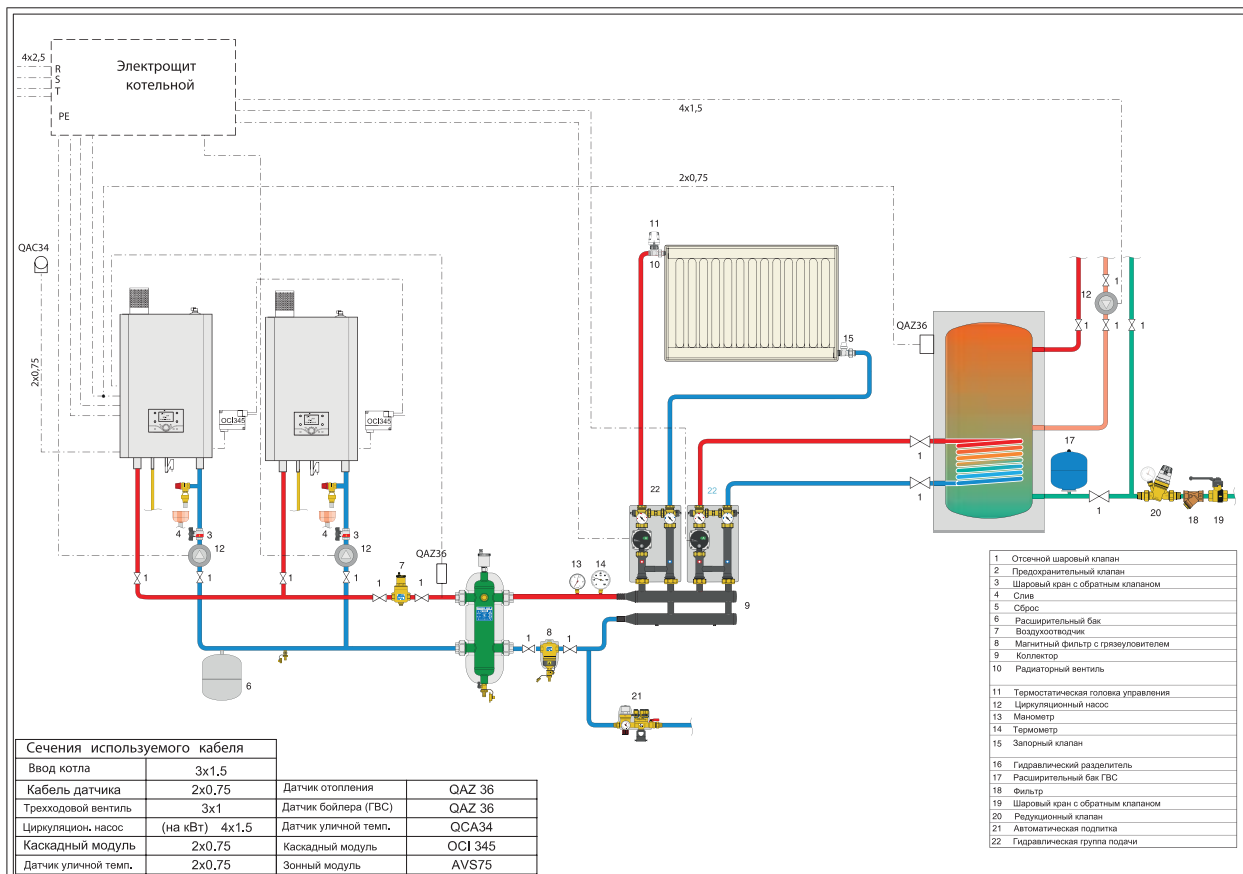 4x2,5
R
S
T
PE
Электрощит
котельной
4x1,5
2x0,75
QAC34
2x0,75
11
10
15
QAZ36
12
1
1
1
1
OCI345
OCI345
1
1
17
1
20
18
19
22
22
4
3
4
3
12
12
1
1
1
1
7
1
1
QAZ36
13
14
9
1
8
1
6
21
1 Отсечной шаровый клапан
2 Предохранительный клапан
3 Шаровый кран с обратным клапаном
4 Слив
5 Сброс
6 Расширительный бак
7 Воздухоотводчик
8 Магнитный фильтр с грязеуловителем
9 Коллектор
10 Радиаторный вентиль
11 Термостатическая головка управления
12 Циркуляционный насос
13 Манометр
14 Термометр
15 Запорный клапан
16 Гидравлический разделитель
17 Расширительный бак ГВС
18 Фильтр
19 Шаровый кран с обратным клапаном
20 Редукционный клапан
21 Автоматическая подпитка
22 Гидравлическая группа подачи
Сечения используемого кабеля
Ввод котла 3x1.5
Кабель датчика 2x0.75 Датчик отопления QAZ 36
Трехходовой вентиль 3x1 Датчик бойлера (ГВС) QAZ 36
Циркуляцион. насос (на кВт) 4x1.5 Датчик уличной темп. QCA34
Каскадный модуль 2x0.75 Каскадный модуль OCI 345
Датчик уличной темп. 2x0.75 Зонный модуль AVS75